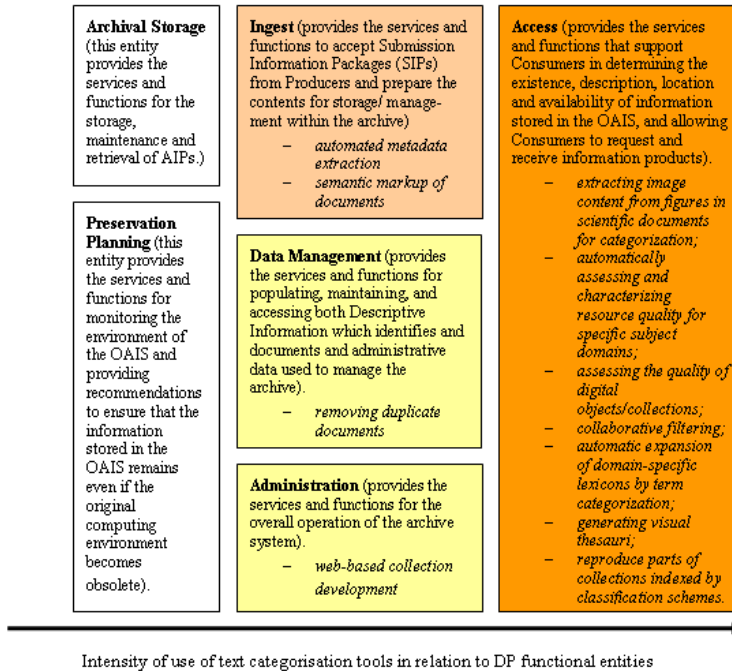 Archival Storage
(this entity
provides the
services and
functions for the
storage,
maintenance and
retrieval of AIPs.)
Preservation
Planning (this
entity provides
the services and
functions for
monitoring the
environment of
the OAIS and
providing
recommendations
to ensure that the
information
stored in the
OAIS remains
even if the
original
computing
environment
becomes
obsolete).
Ingest (provides the services and
functions to accept Submission
Information Packages (SIPs)
from Producers and prepare the
contents for storage/ manage-
ment within the archive)
– automated metadata
extraction
– semantic markup of
documents
Data Management (provides
the services and functions for
populating, maintaining, and
accessing both Descriptive
Information which identifies and
documents and administrative
data used to manage the
archive).
– removing duplicate
documents
Administration (provides the
services and functions for the
overall operation of the archive
system).
– web-based collection
development
Access (provides the services
and functions that support
Consumers in determining the
existence, description, location
and availability of information
stored in the OAIS, and allowing
Consumers to request and
receive information products).
– extracting image
content from figures in
scientific documents
for categorization;
– automatically
assessing and
characterizing
resource quality for
specific subject
domains;
– assessing the quality of
digital
objects/collections;
– collaborative filtering;
– automatic expansion
of domain-specific
lexicons by term
categorization;
– generating visual
thesauri;
– reproduce parts of
collections indexed by
classification schemes.
Intensity of use of text categorisation tools in relation to DP functional entities